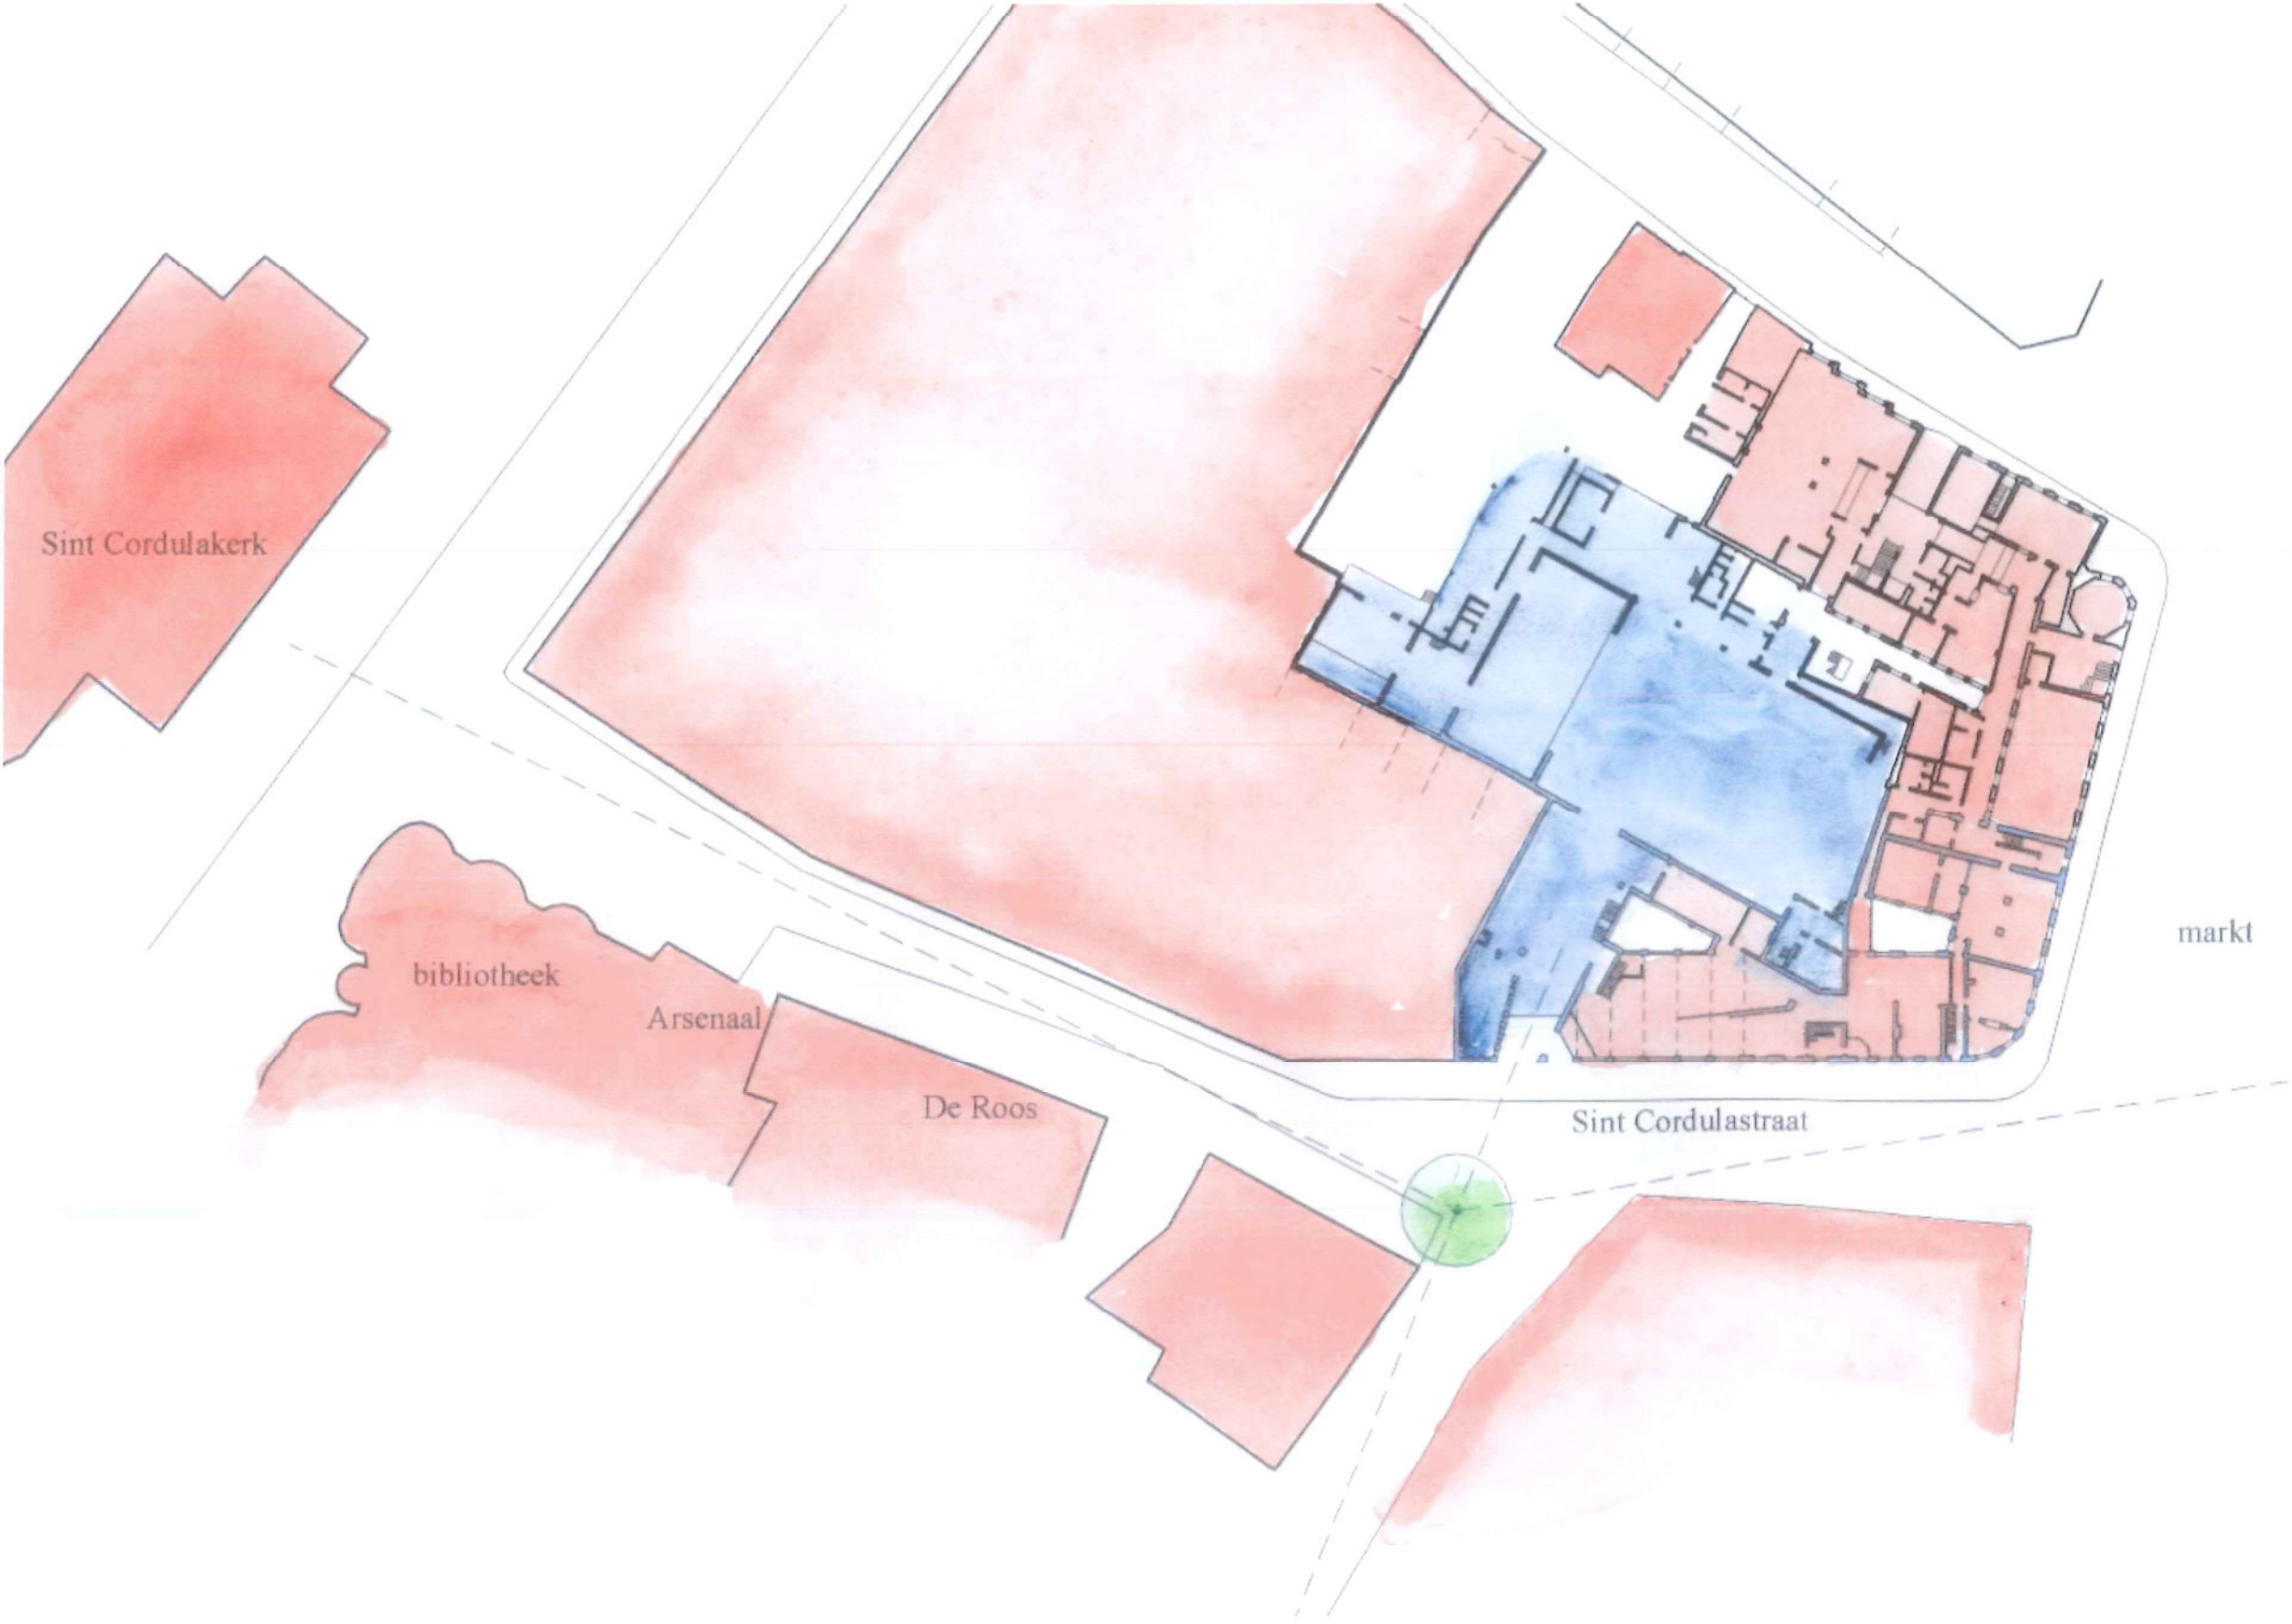 Sint Cordulakerk
markt
bibliotheek
Arsenaal
De Roos
Sint Cordulastraat